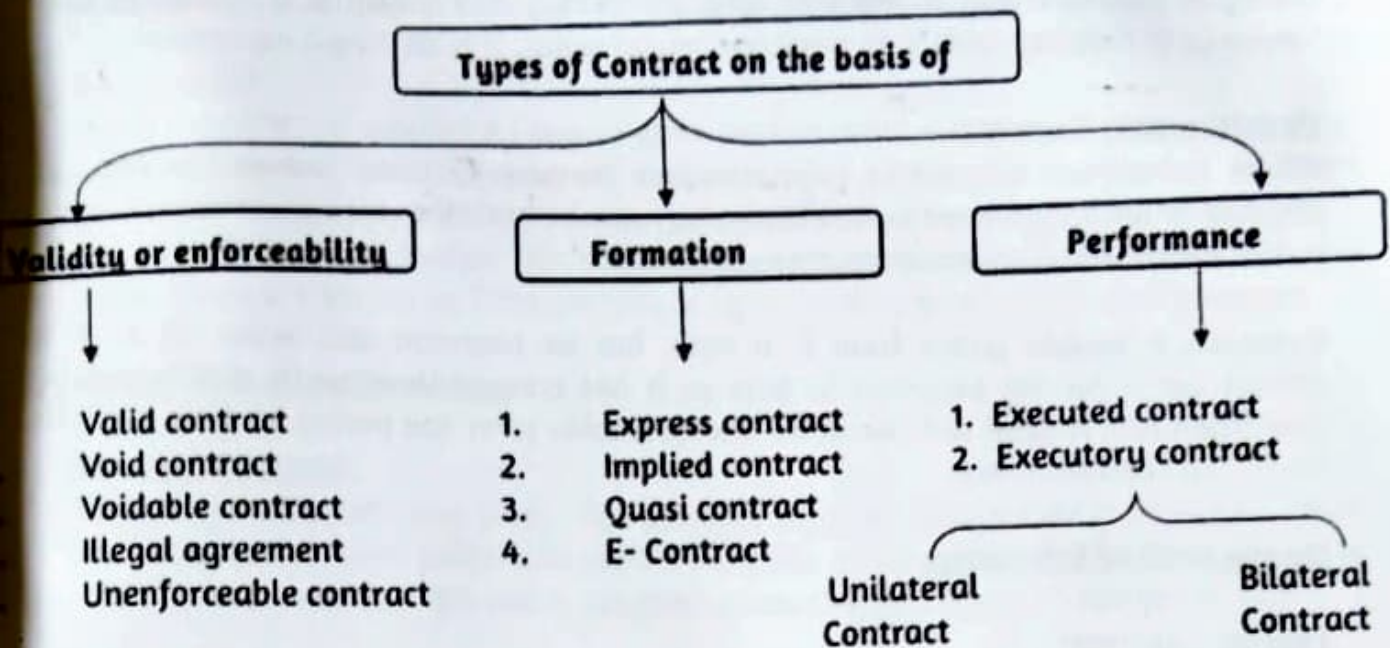 Types of Contract on the basis of
Validity or enforceability
Formation
Performance
Valid contract
Void contract
Voidable contract
Illegal agreement
Unenforceable contract
1. Express contract
2. Implied contract
3. Quasi contract
4. E- Contract
1. Executed contract
2. Executory contract
Unilateral
Contract
Bilateral
Contract